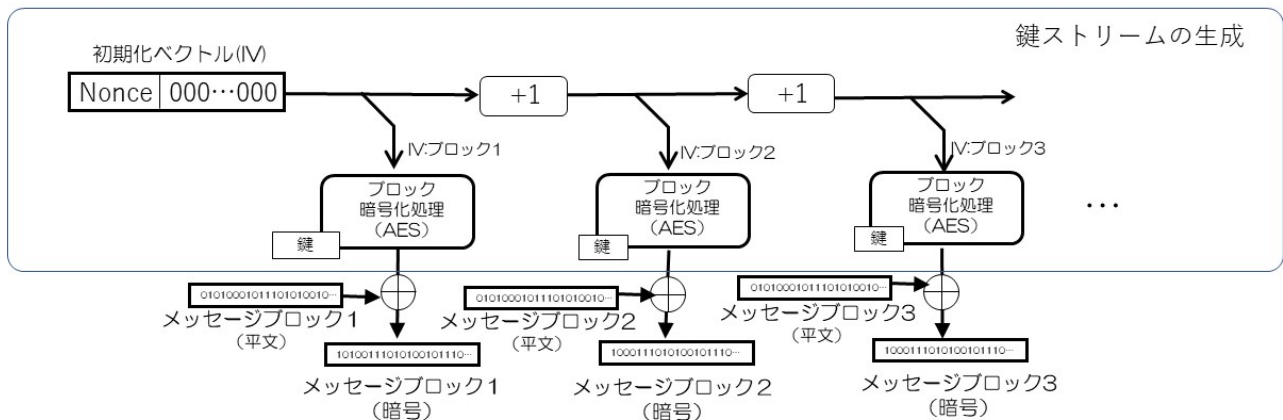 鍵ストリームの生成
初期化ベクトル(IV)
Nonce 000…000
+1
+1
IV:ブロック1
IV:ブロック2
IV:ブロック3
ブロック
暗号化処理
(AES)
鍵
ブロック
暗号化処理
(AES)
鍵
ブロック
暗号化処理
(AES)
鍵
…
01010001011101010010…
メッセージブロック1
(平文)
01010001011101010010…
メッセージブロック2
(平文)
01010001011101010010…
メッセージブロック3
(平文)
10100111010100101110…
メッセージブロック1
(暗号)
1000111010100101110…
メッセージブロック2
(暗号)
1000111010100101110…
メッセージブロック3
(暗号)